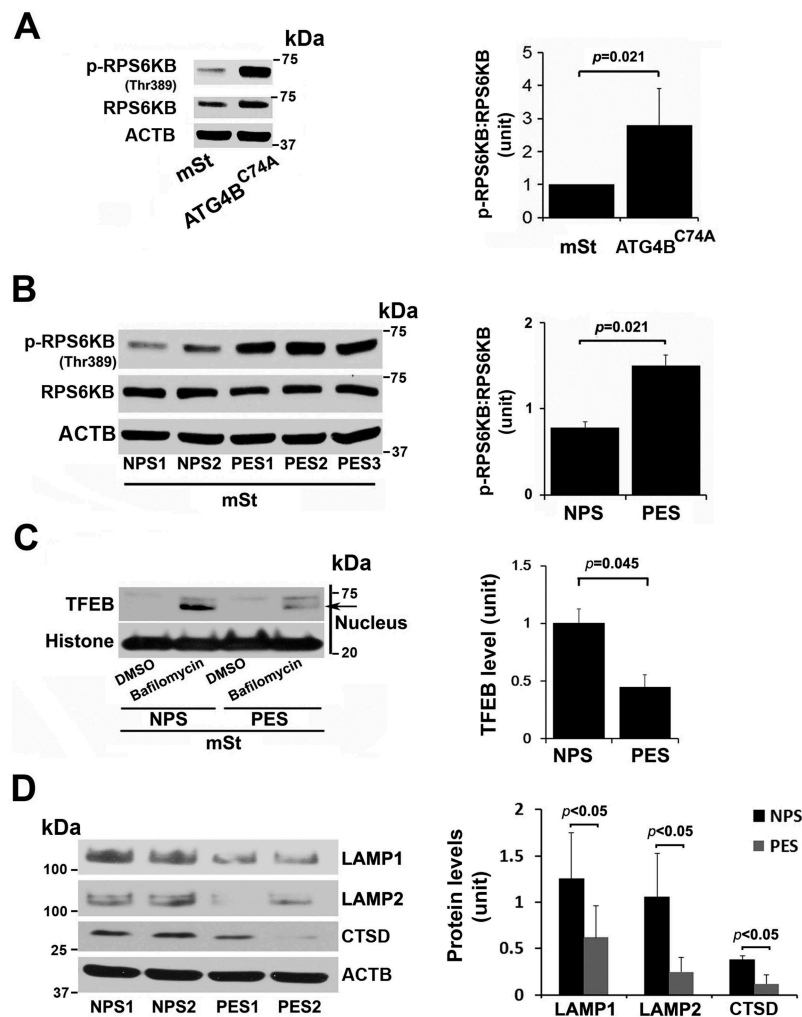 A
kDa
p-RPS6KB
(Thr389)
75
RPS6KB
75
ACTB
37
mSt
ATG4B C74A
p-RPS6KB:RPS6KB
(unit)
5
4
3
2
1
0
p=0.021
mSt
ATG4B C74A
B
kDa
p-RPS6KB
(Thr389)
75
RPS6KB
75
ACTB
37
NPS1 NPS2 PES1 PES2 PES3
mSt
p-RPS6KB:RPS6KB
(unit)
2
1
0
p=0.021
NPS PES
C
kDa
TFEB
75
Nucleus
Histone
20
DMSO Bafilomycin DMSO Bafilomycin
NPS PES
mSt
TFEB level (unit)
1.5
1
0.5
0
p=0.045
NPS PES
D
kDa
100
LAMP1
100
LAMP2
25
CTSD
37
ACTB
NPS1 NPS2 PES1 PES2
Protein levels
(unit)
2
1.5
1
0.5
0
p<0.05
p<0.05
p<0.05
NPS
PES
LAMP1 LAMP2 CTSD